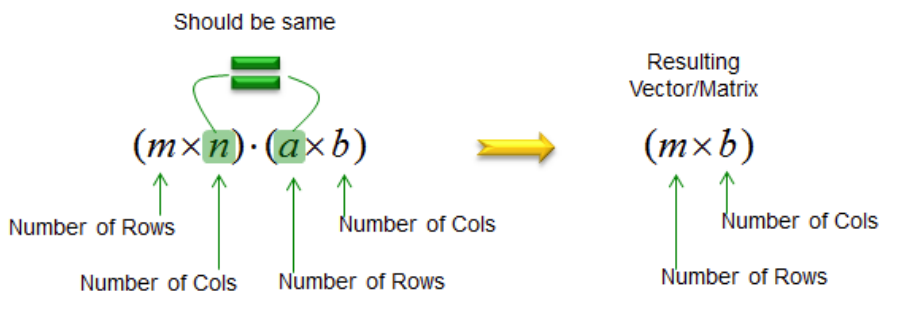 Should be same
Resulting
Vector/Matrix
(m×n)·(a×b)
(m×b)
Number of Rows
Number of Cols
Number of Cols
Number of Cols
Number of Rows
Number of Rows